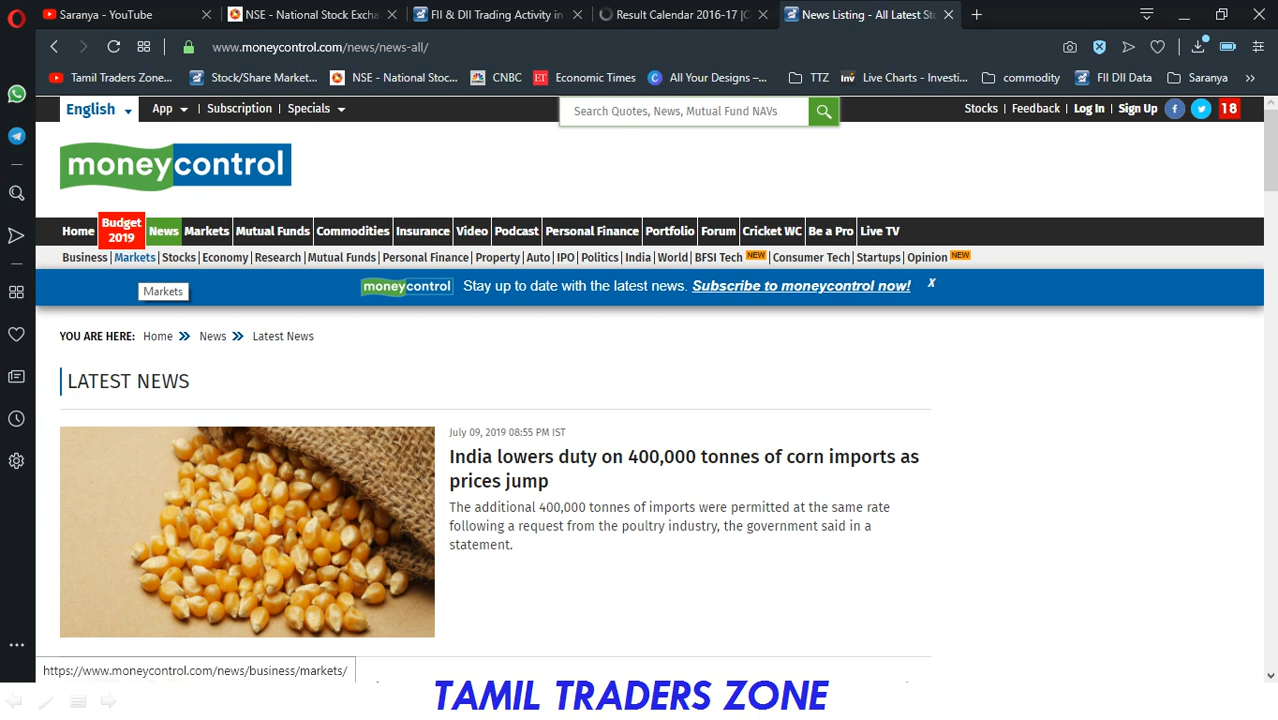 Saranya - YouTube
NSE - National Stock Excha
FII & DII Trading Activity in
Result Calendar 2016-17 |C
News Listing - All Latest St
www.moneycontrol.com/news/news-all/
Tamil Traders Zone...
Stock/Share Market...
NSE - National Stoc...
CNBC
ET Economic Times
C All Your Designs –...
TTZ
Inv Live Charts - Investi...
commodity
FII DII Data
Saranya
English
App | Subscription | Specials
Search Quotes, News, Mutual Fund NAVs
Stocks | Feedback | Log In | Sign Up
18
moneycontrol
Home
Budget
2019
News Markets Mutual Funds Commodities Insurance Video Podcast Personal Finance Portfolio Forum Cricket WC Be a Pro Live TV
Business | Markets | Stocks | Economy | Research | Mutual Funds | Personal Finance | Property | Auto | IPO | Politics | India | World | BFSI Tech NEW | Consumer Tech | Startups | Opinion NEW
moneycontrol Stay up to date with the latest news. Subscribe to moneycontrol now! X
Markets
YOU ARE HERE: Home » News » Latest News
LATEST NEWS
July 09, 2019 08:55 PM IST
India lowers duty on 400,000 tonnes of corn imports as
prices jump
The additional 400,000 tonnes of imports were permitted at the same rate
following a request from the poultry industry, the government said in a
statement.
https://www.moneycontrol.com/news/business/markets/
TAMIL TRADERS ZONE